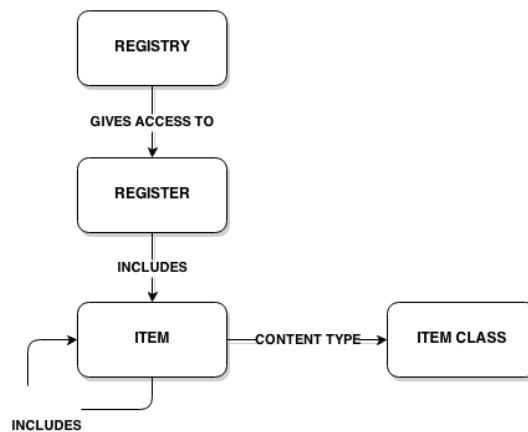 REGISTRY
GIVES ACCESS TO
REGISTER
INCLUDES
ITEM
CONTENT TYPE
ITEM CLASS
INCLUDES